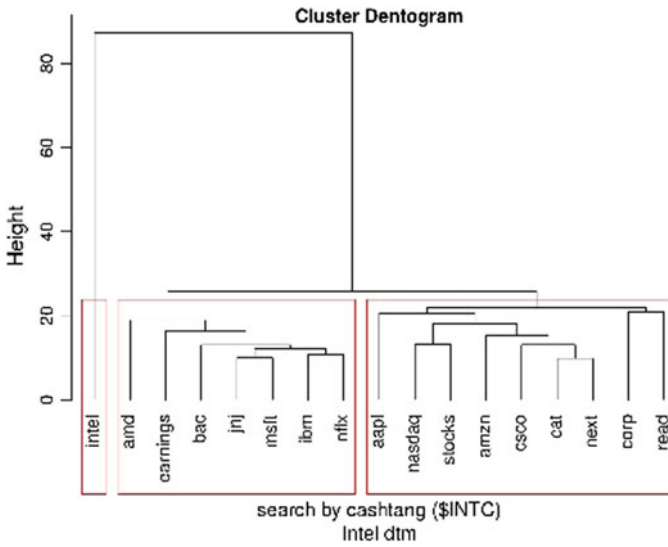 Cluster Dentogram
Height
80
60
40
20
0
intel
amd
earnings
bac
jnj
msft
ibm
nflx
aapl
nasdaq
stocks
amzn
csco
cat
next
corp
read
search by cashtang ($INTC)
Intel dtm